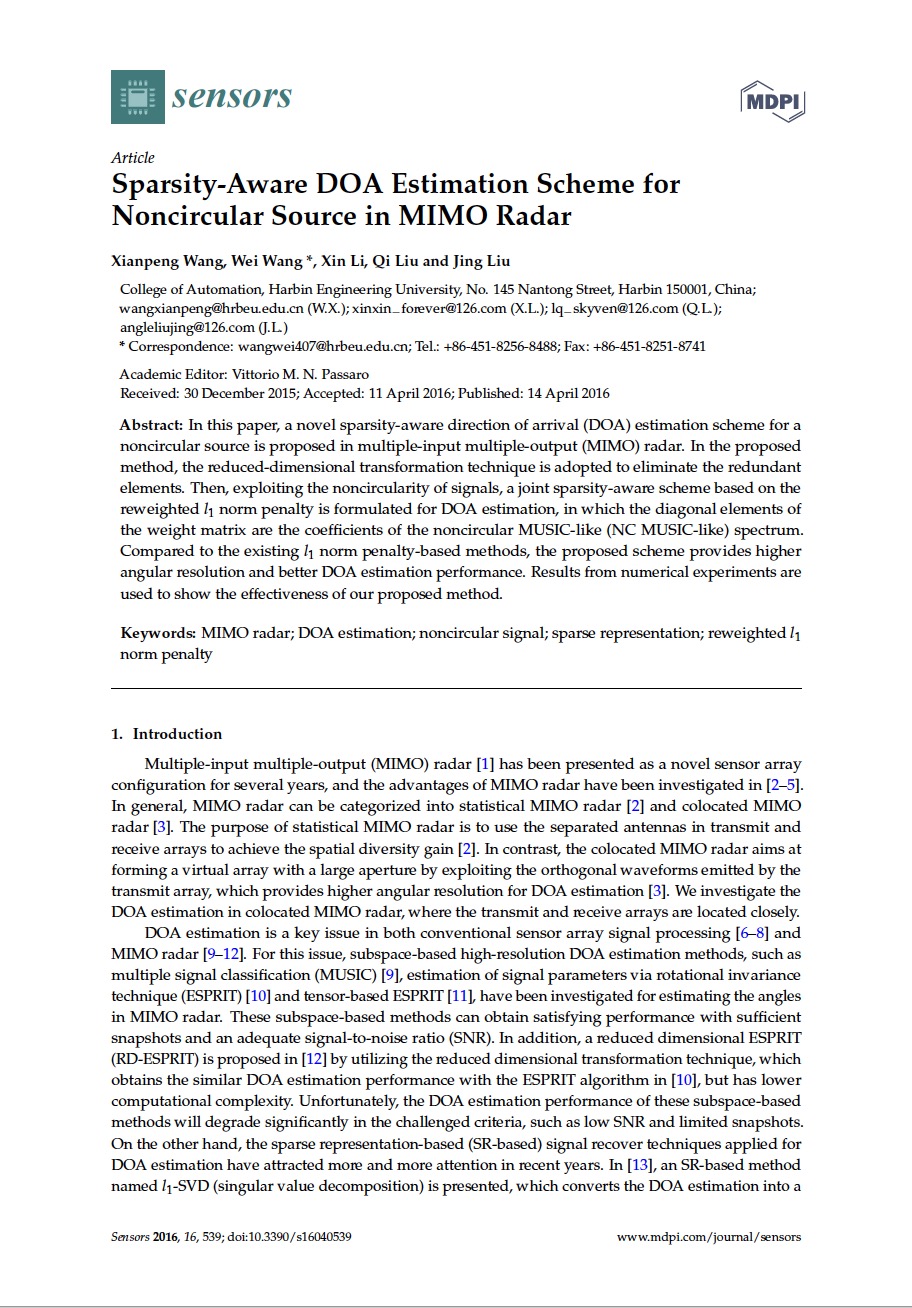 sensors
MDPI
Article
Sparsity-Aware DOA Estimation Scheme for
Noncircular Source in MIMO Radar
Xianpeng Wang, Wei Wang *, Xin Li, Qi Liu and Jing Liu
College of Automation, Harbin Engineering University, No. 145 Nantong Street, Harbin 150001, China;
wangxianpeng@hrbeu.edu.cn (W.X.); xinxin_forever@126.com (X.L.); lq_skyven@126.com (Q.L.);
angleliujing@126.com (J.L.)
* Correspondence: wangwei407@hrbeu.edu.cn; Tel.: +86-451-8256-8488; Fax: +86-451-8251-8741
Academic Editor: Vittorio M. N. Passaro
Received: 30 December 2015; Accepted: 11 April 2016; Published: 14 April 2016
Abstract: In this paper, a novel sparsity-aware direction of arrival (DOA) estimation scheme for a
noncircular source is proposed in multiple-input multiple-output (MIMO) radar. In the proposed
method, the reduced-dimensional transformation technique is adopted to eliminate the redundant
elements. Then, exploiting the noncircularity of signals, a joint sparsity-aware scheme based on the
reweighted l1 norm penalty is formulated for DOA estimation, in which the diagonal elements of
the weight matrix are the coefficients of the noncircular MUSIC-like (NC MUSIC-like) spectrum.
Compared to the existing l1 norm penalty-based methods, the proposed scheme provides higher
angular resolution and better DOA estimation performance. Results from numerical experiments are
used to show the effectiveness of our proposed method.
Keywords: MIMO radar; DOA estimation; noncircular signal; sparse representation; reweighted l1
norm penalty
1. Introduction
Multiple-input multiple-output (MIMO) radar [1] has been presented as a novel sensor array
configuration for several years, and the advantages of MIMO radar have been investigated in [2–5].
In general, MIMO radar can be categorized into statistical MIMO radar [2] and colocated MIMO
radar [3]. The purpose of statistical MIMO radar is to use the separated antennas in transmit and
receive arrays to achieve the spatial diversity gain [2]. In contrast, the colocated MIMO radar aims at
forming a virtual array with a large aperture by exploiting the orthogonal waveforms emitted by the
transmit array, which provides higher angular resolution for DOA estimation [3]. We investigate the
DOA estimation in colocated MIMO radar, where the transmit and receive arrays are located closely.
DOA estimation is a key issue in both conventional sensor array signal processing [6–8] and
MIMO radar [9–12]. For this issue, subspace-based high-resolution DOA estimation methods, such as
multiple signal classification (MUSIC) [9], estimation of signal parameters via rotational invariance
technique (ESPRIT) [10] and tensor-based ESPRIT [11], have been investigated for estimating the angles
in MIMO radar. These subspace-based methods can obtain satisfying performance with sufficient
snapshots and an adequate signal-to-noise ratio (SNR). In addition, a reduced dimensional ESPRIT
(RD-ESPRIT) is proposed in [12] by utilizing the reduced dimensional transformation technique, which
obtains the similar DOA estimation performance with the ESPRIT algorithm in [10], but has lower
computational complexity. Unfortunately, the DOA estimation performance of these subspace-based
methods will degrade significantly in the challenged criteria, such as low SNR and limited snapshots.
On the other hand, the sparse representation-based (SR-based) signal recover techniques applied for
DOA estimation have attracted more and more attention in recent years. In [13], an SR-based method
named l1-SVD (singular value decomposition) is presented, which converts the DOA estimation into a
Sensors 2016, 16, 539; doi:10.3390/s16040539
www.mdpi.com/journal/sensors